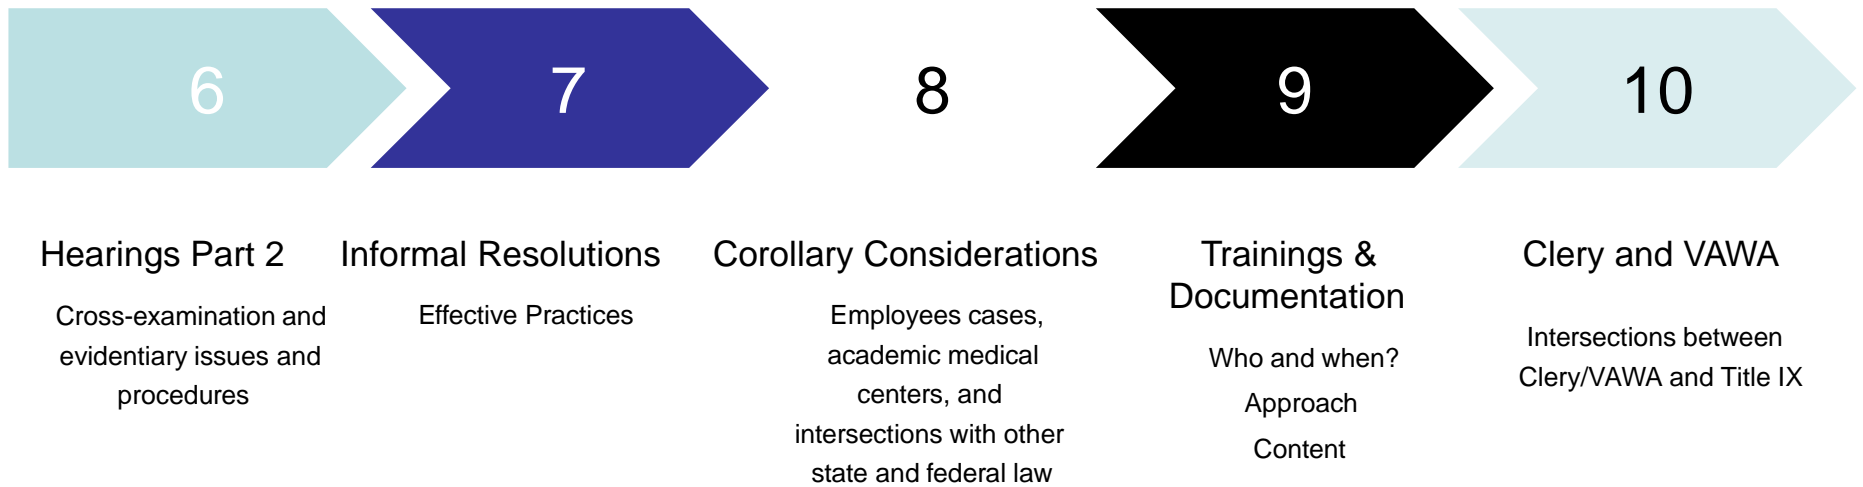 6
7
8
9
10
Hearings Part 2
Cross-examination and
evidentiary issues and
procedures
Informal Resolutions
Effective Practices
Corollary Considerations
Employees cases,
academic medical
centers, and
intersections with other
state and federal law
Trainings &
Documentation
Who and when?
Approach
Content
Clery and VAWA
Intersections between
Clery/VAWA and Title IX